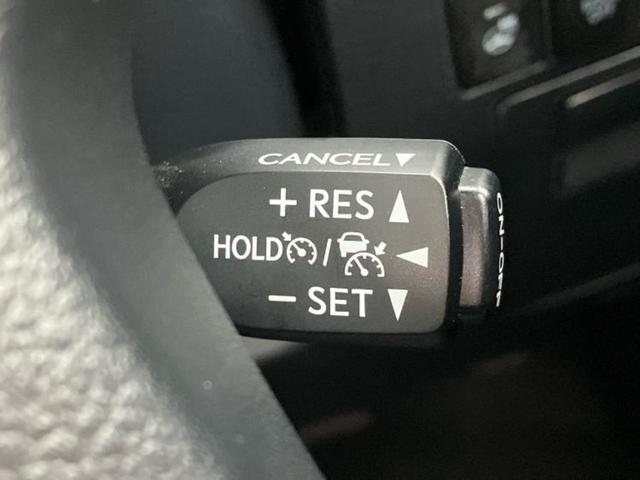 CANCEL▼
+ RES ▲
HOLD / ◀
− SET ▼
ON-OFF